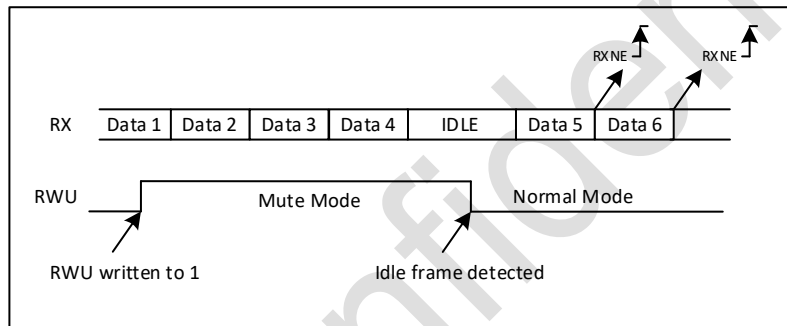 RXNE RXNE
RX Data 1 Data 2 Data 3 Data 4 IDLE Data 5 Data 6
RWU Mute Mode Normal Mode
RWU written to 1 Idle frame detected